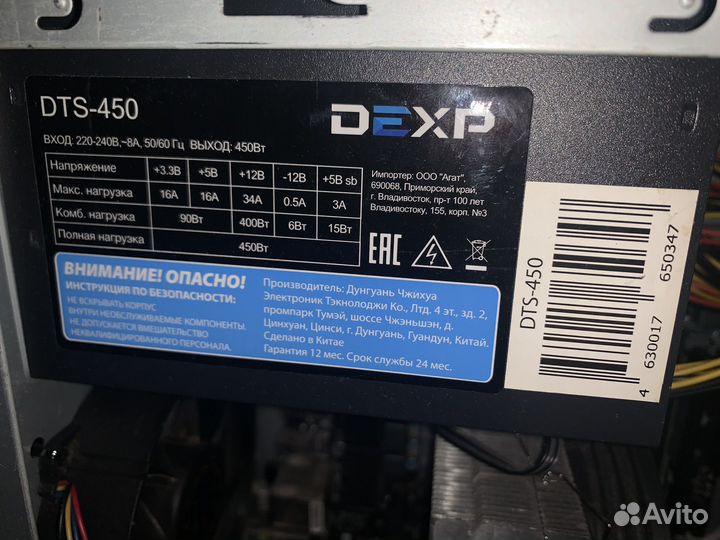 DTS-450
DEXP
ВХОД: 220-240В,~8А, 50/60 Гц ВЫХОД: 450Вт
Напряжение +3.3В +5В +12В -12В +5В sb
Макс. нагрузка 16А 16А 34А 0.5А 3А
Комб. нагрузка 90Вт 400Вт 6Вт 15Вт
Полная нагрузка 450Вт
Импортер: ООО "Агат",
690068, Приморский край,
г. Владивосток, пр-т 100 лет
Владивостоку, 155, корп. №3
EAC
ВНИМАНИЕ! ОПАСНО!
ИНСТРУКЦИЯ ПО БЕЗОПАСНОСТИ:
НЕ ВСКРЫВАТЬ КОРПУС
ВНУТРИ НЕОБСЛУЖИВАЕМЫЕ КОМПОНЕНТЫ.
НЕ ДОПУСКАЕТСЯ ВМЕШАТЕЛЬСТВО
НЕКВАЛИФИЦИРОВАННОГО ПЕРСОНАЛА.
Производитель: Дунгуань Чжихуа
Электроник Тэкнолоджи Ко., Лтд. 4 эт., зд. 2,
промпарк Тумэй, шоссе Чжэньшэн, д.
Цинхуан, Цинси, г. Дунгуань, Гуандун, Китай.
Сделано в Китае
Гарантия 12 мес. Срок службы 24 мес.
DTS-450
4 630017 650347
Avito